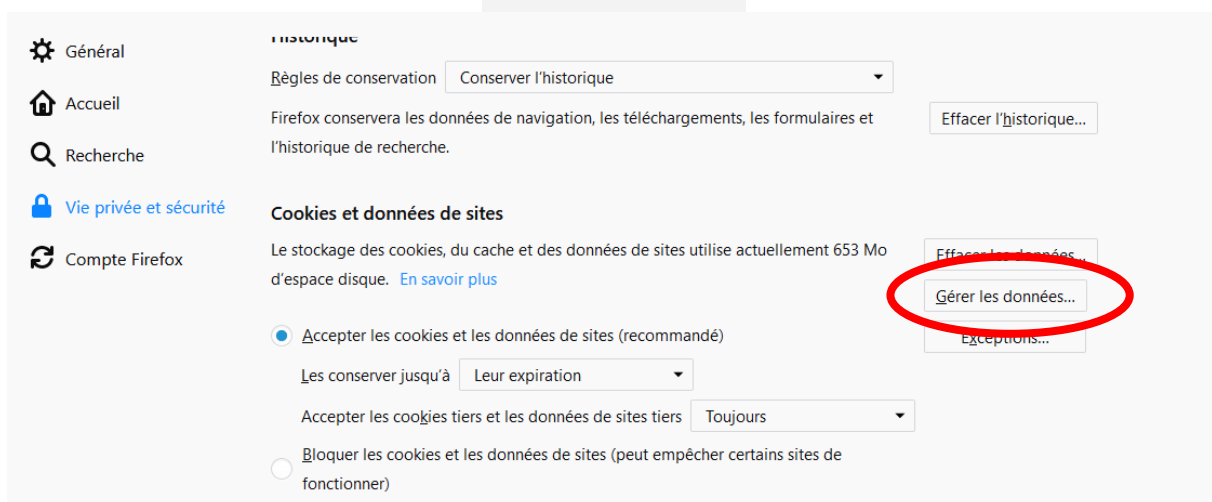 Historique
Général
Règles de conservation Conserver l'historique
Accueil
Firefox conservera les données de navigation, les téléchargements, les formulaires et
l'historique de recherche.
Effacer l'historique...
Recherche
Vie privée et sécurité
Cookies et données de sites
Compte Firefox
Le stockage des cookies, du cache et des données de sites utilise actuellement 653 Mo
d'espace disque. En savoir plus
Effacer les données...
Gérer les données...
Exceptions...
Accepter les cookies et les données de sites (recommandé)
Les conserver jusqu'à Leur expiration
Accepter les cookies tiers et les données de sites tiers Toujours
Bloquer les cookies et les données de sites (peut empêcher certains sites de
fonctionner)